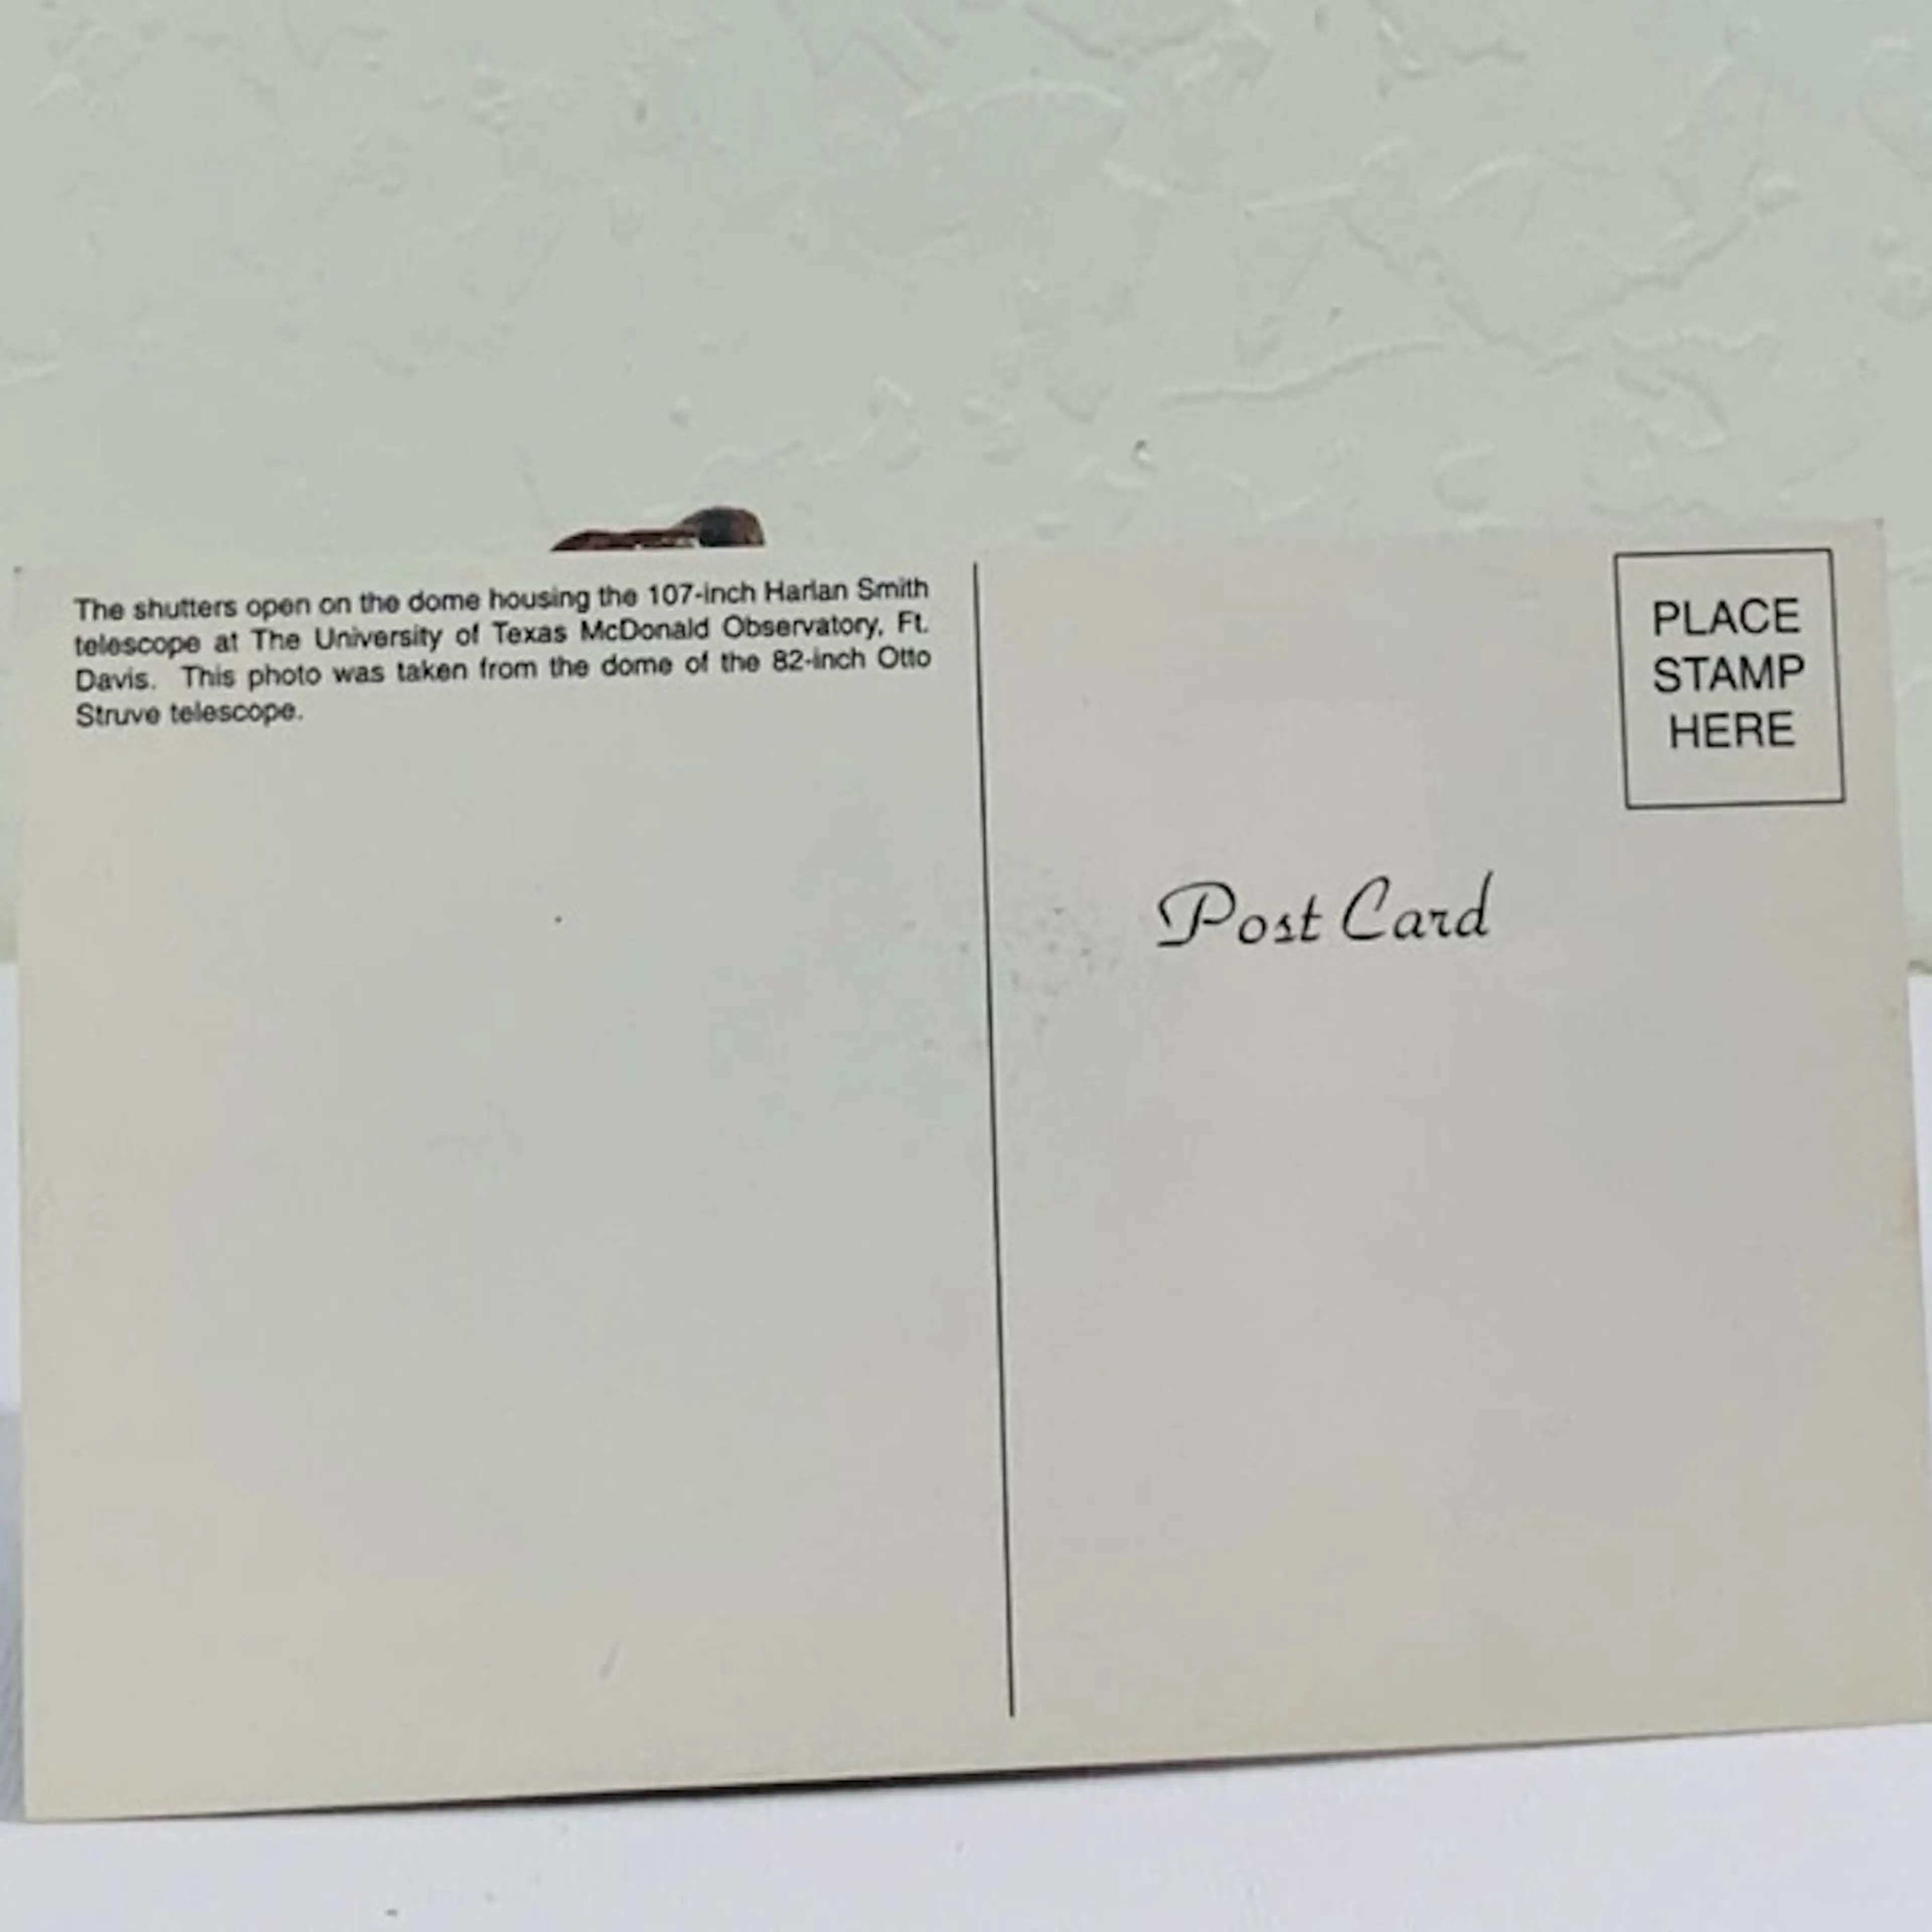 The shutters open on the dome housing the 107-inch Harlan Smith
telescope at The University of Texas McDonald Observatory, Ft.
Davis. This photo was taken from the dome of the 82-inch Otto
Struve telescope.
PLACE
STAMP
HERE
Post Card